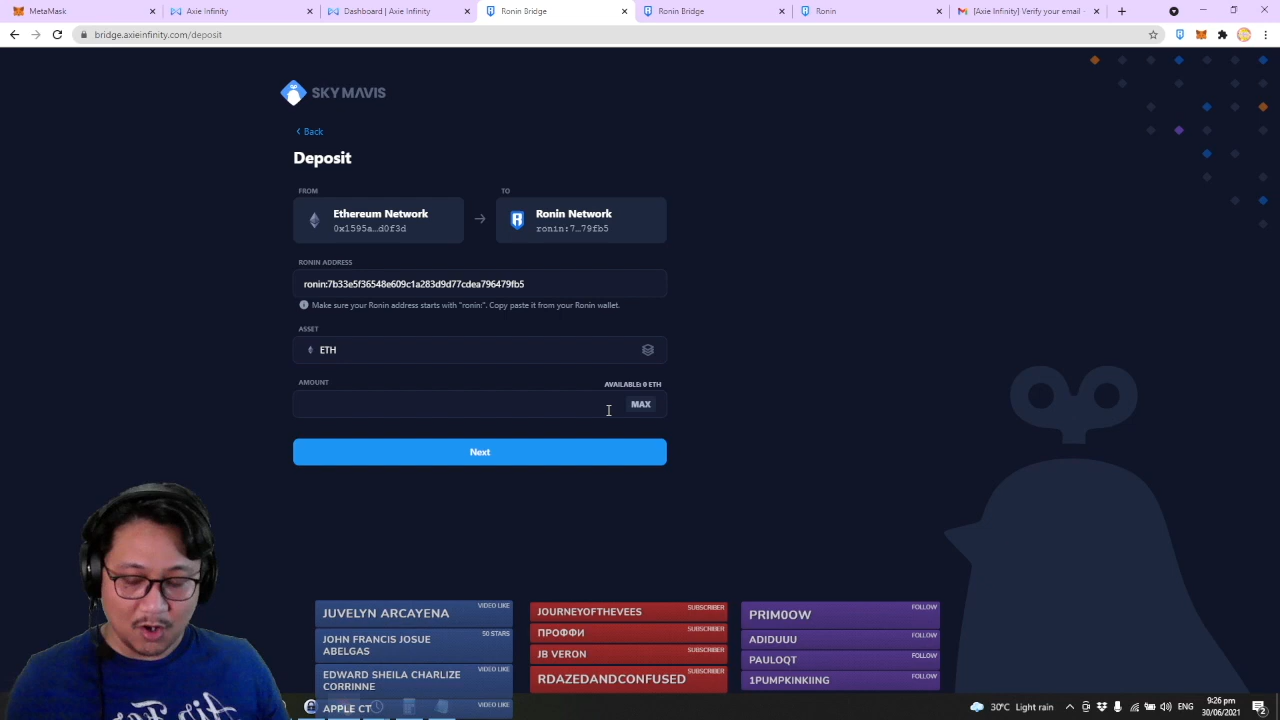 MetaMask
Axie Infinity
Dashboard | Axie Infinity
Ronin Bridge
Ronin Bridge
Ronin
[Axie Infinity] Verify your email -
bridge.axieinfinity.com/deposit
SKY MAVIS
Back
Deposit
FROM
TO
Ethereum Network
0x1595a…d0f3d
Ronin Network
ronin:7…79fb5
RONIN ADDRESS
ronin:7b33e5f36548e609c1a283d9d77cdea796479fb5
Make sure your Ronin address starts with "ronin:". Copy paste it from your Ronin wallet.
ASSET
ETH
AMOUNT
AVAILABLE: 0 ETH
MAX
Next
JUVELYN ARCAYENA
VIDEO LIKE
JOHN FRANCIS JOSUE
ABELGAS
50 STARS
EDWARD SHEILA CHARLIZE
CORRINNE
VIDEO LIKE
APPLE CT
VIDEO LIKE
JOURNEYOFTHEVEES
SUBSCRIBER
ПРОФФИ
SUBSCRIBER
JB VERON
SUBSCRIBER
RDAZEDANDCONFUSED
SUBSCRIBER
PRIM0OW
FOLLOW
ADIDUUU
FOLLOW
PAULOQT
FOLLOW
1PUMPKINKIING
FOLLOW
30°C Light rain
9:26 pm
30/06/2021